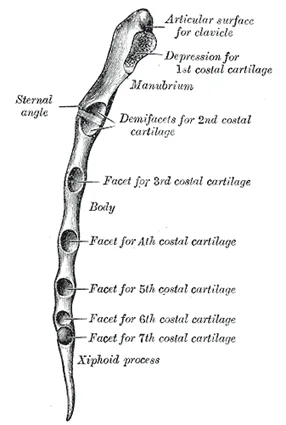 Articular surface
for clavicle
Depression for
1st costal cartilage
Manubrium
Sternal
angle
Demifacets for 2nd costal
cartilage
Facet for 3rd costal cartilage
Body
Facet for 4th costal cartilage
Facet for 5th costal cartilage
Facet for 6th costal cartilage
Facet for 7th costal cartilage
Xiphoid process